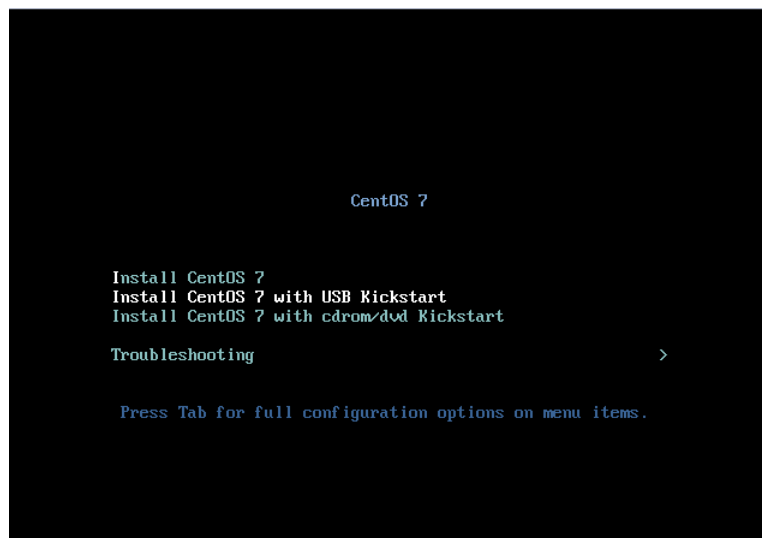 CentOS 7
Install CentOS 7
Install CentOS 7 with USB Kickstart
Install CentOS 7 with cdrom/dvd Kickstart
Troubleshooting >
Press Tab for full configuration options on menu items.